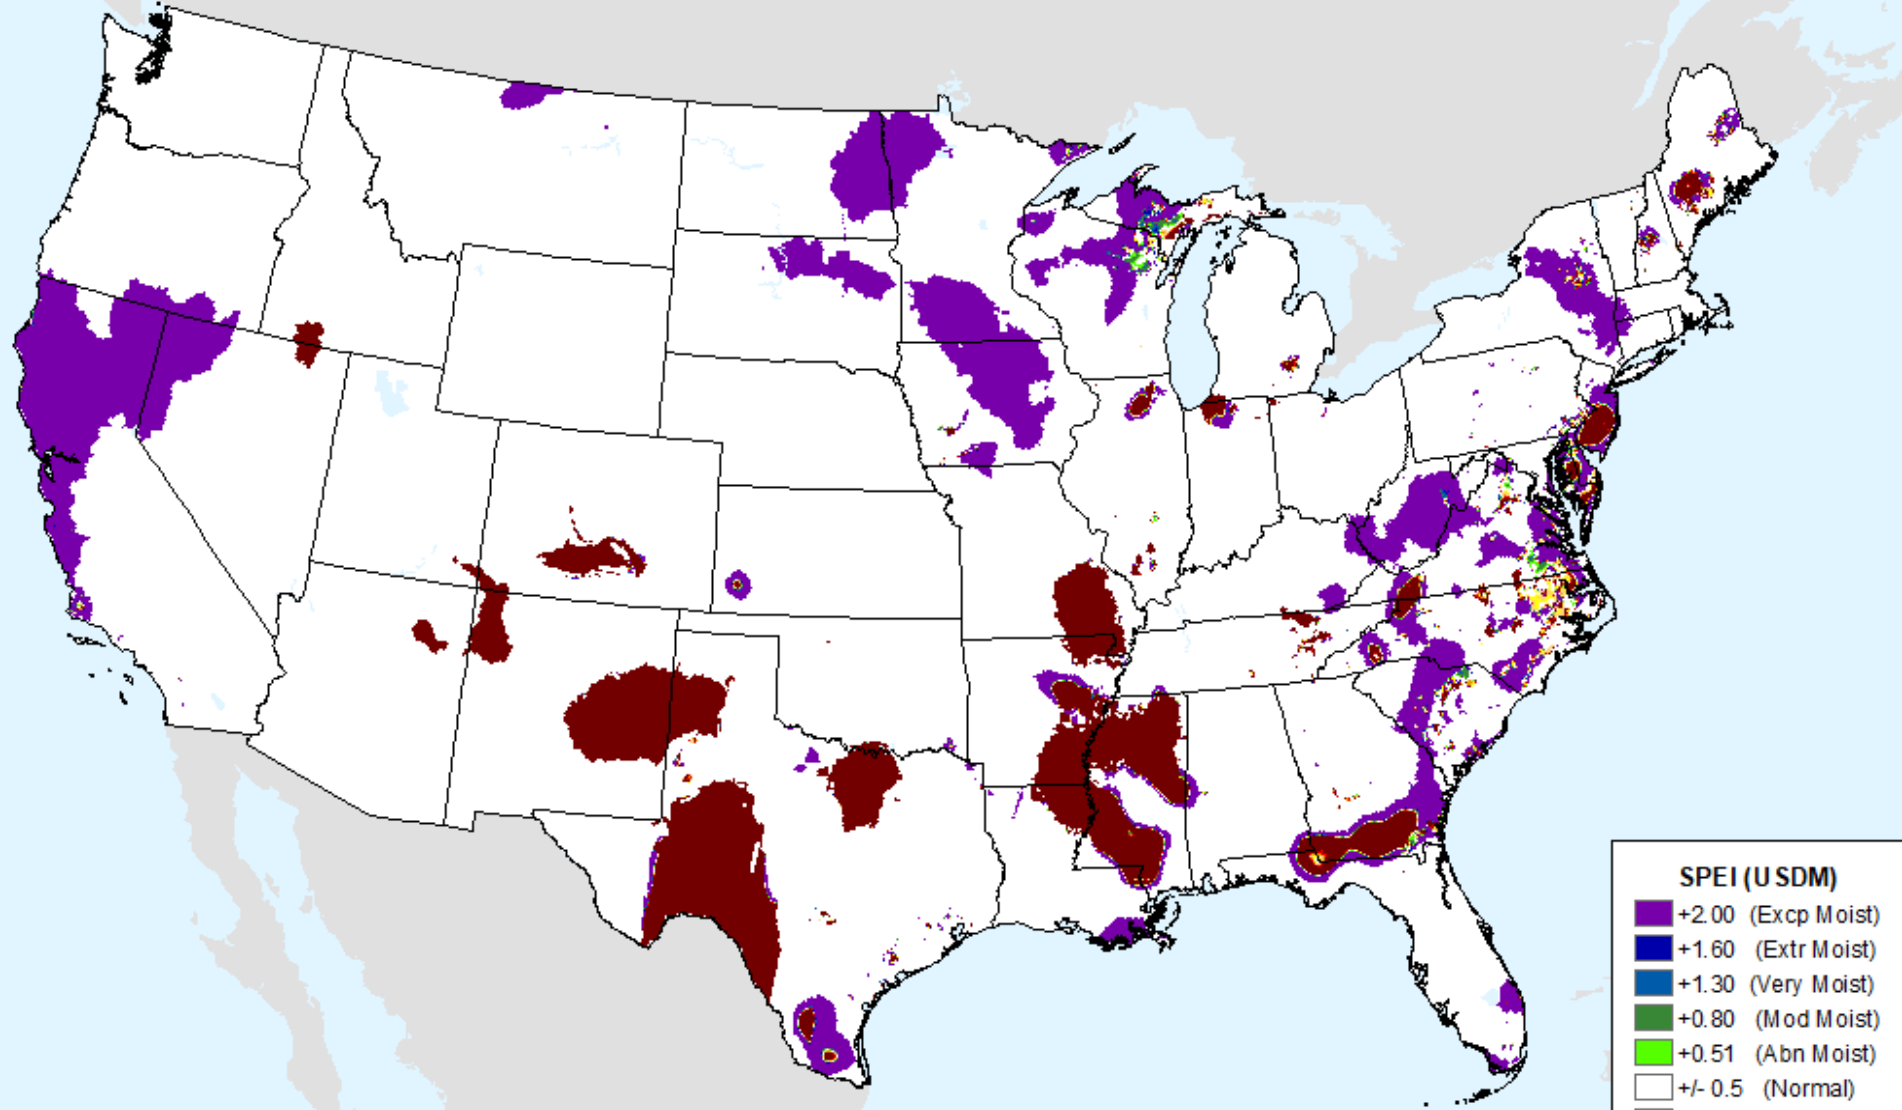 SPEI (USDM)
+2.00 (Excp Moist)
+1.60 (Extr Moist)
+1.30 (Very Moist)
+0.80 (Mod Moist)
+0.51 (Abn Moist)
+/- 0.5 (Normal)